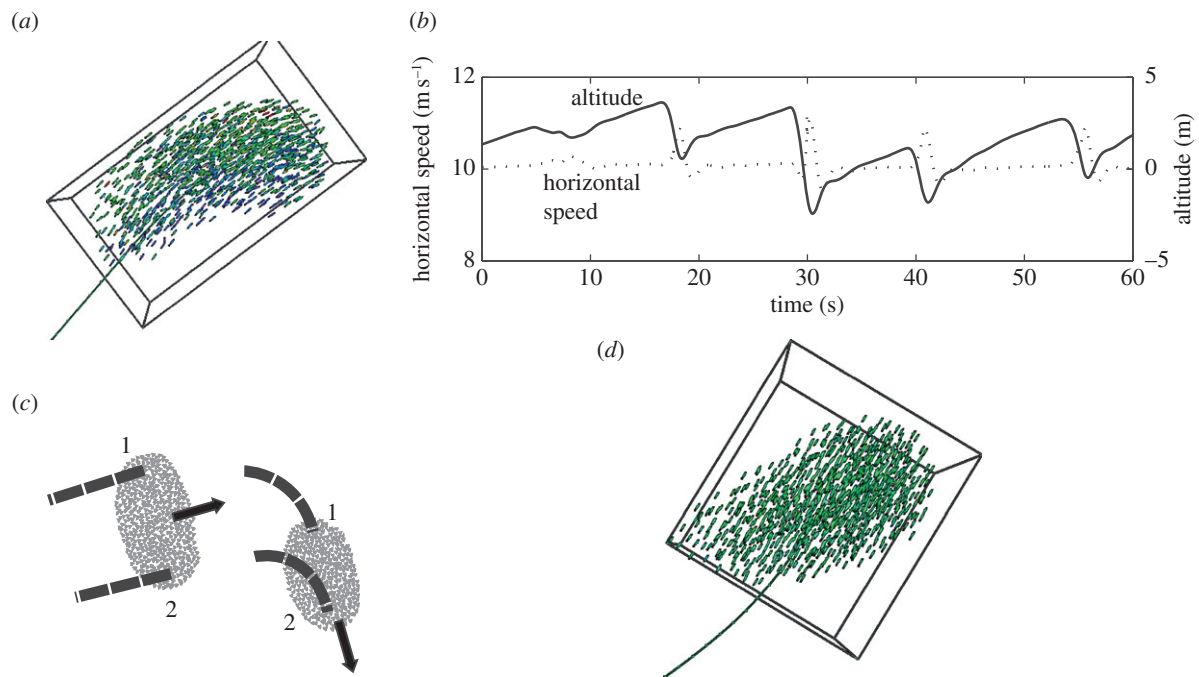 (a)
(b)
horizontal speed (m s⁻¹)
12
10
8
altitude
horizontal
speed
5
0
–5
altitude (m)
0 10 20 30 40 50 60
time (s)
(c)
1
2
1
2
(d)